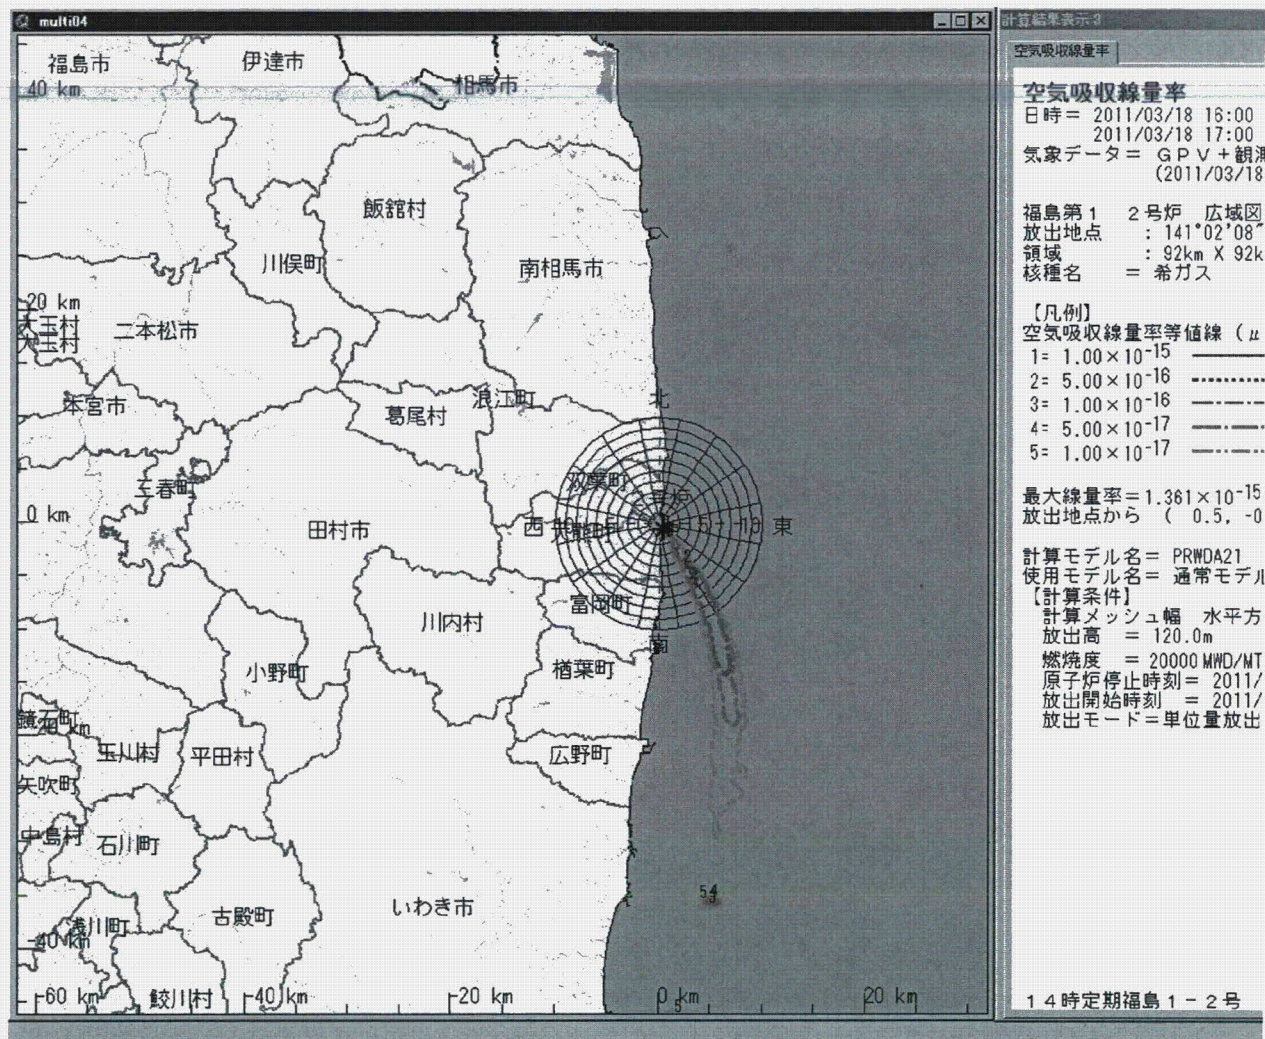 multi04
福島市
伊達市
相馬市
40 km
飯舘村
川俣町
南相馬市
20 km
大玉村
大玉村
二本松市
本宮市
浪江町
葛尾村
北
三春町
双葉町
0 km
田村市
西
大熊町
東
富岡町
川内村
南
小野町
楢葉町
鏡石町
玉川村
平田村
広野町
矢吹町
中島村
石川町
54
浅川町
古殿町
いわき市
-40 km
-60 km
鮫川村
-40 km
-20 km
0 km
5
20 km
計算結果表示3
空気吸収線量率
空気吸収線量率
日時= 2011/03/18 16:00
2011/03/18 17:00
気象データ= GPV+観測
(2011/03/18
福島第1 2号炉 広域図
放出地点 : 141°02'08"
領域 : 92km X 92k
核種名 = 希ガス
【凡例】
空気吸収線量率等値線 (μ
1= 1.00×10-15
2= 5.00×10-16
3= 1.00×10-16
4= 5.00×10-17
5= 1.00×10-17
最大線量率=1.361×10-15
放出地点から ( 0.5, -0
計算モデル名= PRWDA21
使用モデル名= 通常モデル
【計算条件】
計算メッシュ幅 水平方
放出高 = 120.0m
燃焼度 = 20000MWD/MT
原子炉停止時刻= 2011/
放出開始時刻 = 2011/
放出モード=単位量放出
14時定期福島1-2号